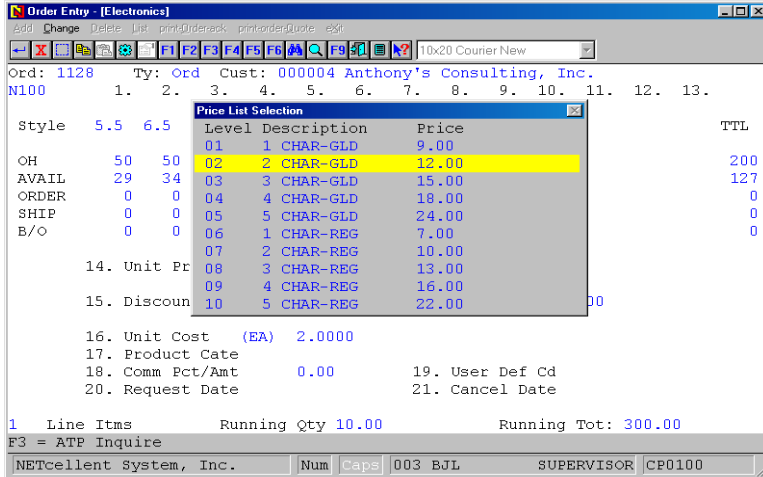 Order Entry - [Electronics]
Add Change Delete List print-Orderack print-order-Quote eXit
F1 F2 F3 F4 F5 F6 F9 10x20 Courier New
Ord: 1128 Ty: Ord Cust: 000004 Anthony's Consulting, Inc.
N100 1. 2. 3. 4. 5. 6. 7. 8. 9. 10. 11. 12. 13.
Price List Selection
Style 5.5 6.5 TTL
Level Description Price
01 1 CHAR-GLD 9.00
02 2 CHAR-GLD 12.00
03 3 CHAR-GLD 15.00
04 4 CHAR-GLD 18.00
05 5 CHAR-GLD 24.00
06 1 CHAR-REG 7.00
07 2 CHAR-REG 10.00
08 3 CHAR-REG 13.00
09 4 CHAR-REG 16.00
10 5 CHAR-REG 22.00
OH 50 50 200
AVAIL 29 34 127
ORDER 0 0 0
SHIP 0 0 0
B/O 0 0 0
14. Unit Pr
15. Discoun 00
16. Unit Cost (EA) 2.0000
17. Product Cate
18. Comm Pct/Amt 0.00 19. User Def Cd
20. Request Date 21. Cancel Date
1 Line Itms Running Qty 10.00 Running Tot: 300.00
F3 = ATP Inquire
NETcellent System, Inc. Num Caps 003 BJL SUPERVISOR CP0100